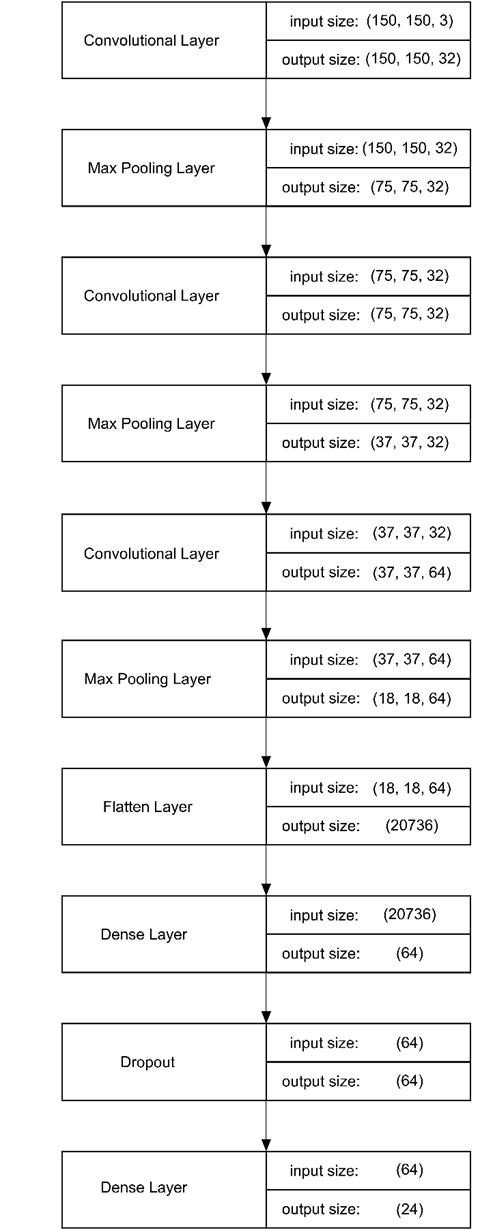 Convolutional Layer
input size: (150, 150, 3)
output size: (150, 150, 32)
Max Pooling Layer
input size: (150, 150, 32)
output size: (75, 75, 32)
Convolutional Layer
input size: (75, 75, 32)
output size: (75, 75, 32)
Max Pooling Layer
input size: (75, 75, 32)
output size: (37, 37, 32)
Convolutional Layer
input size: (37, 37, 32)
output size: (37, 37, 64)
Max Pooling Layer
input size: (37, 37, 64)
output size: (18, 18, 64)
Flatten Layer
input size: (18, 18, 64)
output size: (20736)
Dense Layer
input size: (20736)
output size: (64)
Dropout
input size: (64)
output size: (64)
Dense Layer
input size: (64)
output size: (24)